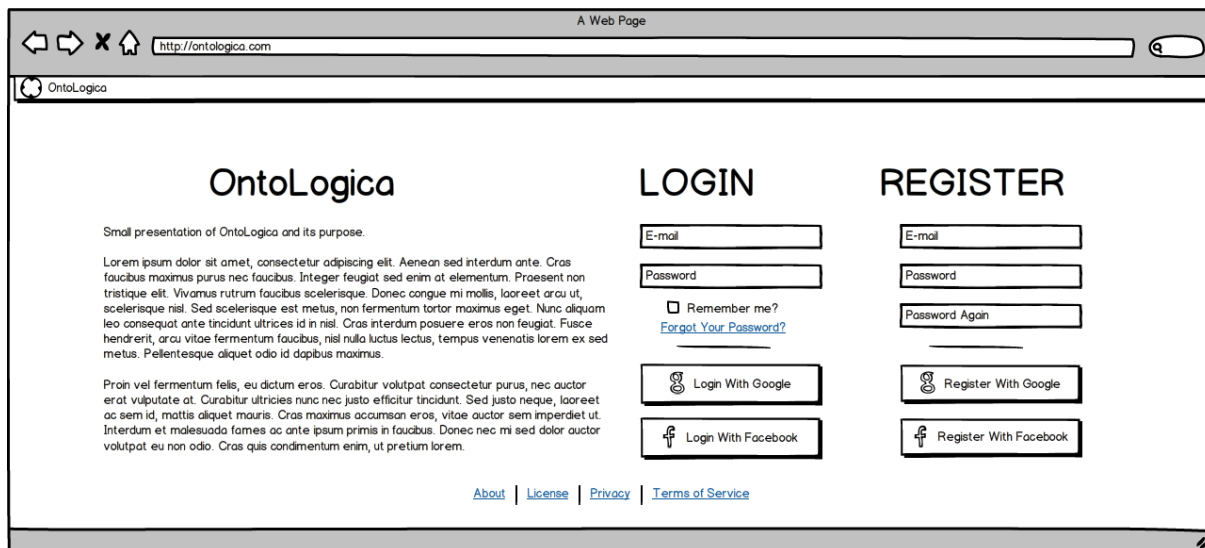 A Web Page
http://ontologica.com
OntoLogica
OntoLogica
Small presentation of OntoLogica and its purpose.
Lorem ipsum dolor sit amet, consectetur adipiscing elit. Aenean sed interdum ante. Cras
faucibus maximus purus nec faucibus. Integer feugiat sed enim at elementum. Praesent non
tristique elit. Vivamus rutrum faucibus scelerisque. Donec congue mi mollis, laoreet arcu ut,
scelerisque nisl. Sed scelerisque est metus, non fermentum tortor maximus eget. Nunc aliquam
leo consequat ante tincidunt ultrices id in nisl. Cras interdum posuere eros non feugiat. Fusce
hendrerit, arcu vitae fermentum faucibus, nisl nulla luctus lectus, tempus venenatis lorem ex sed
metus. Pellentesque aliquet odio id dapibus maximus.
Proin vel fermentum felis, eu dictum eros. Curabitur volutpat consectetur purus, nec auctor
erat vulputate at. Curabitur ultricies nunc nec justo efficitur tincidunt. Sed justo neque, laoreet
ac sem id, mattis aliquet mauris. Cras maximus accumsan eros, vitae auctor sem imperdiet ut.
Interdum et malesuada fames ac ante ipsum primis in faucibus. Donec nec mi sed dolor auctor
volutpat eu non odio. Cras quis condimentum enim, ut pretium lorem.
LOGIN
E-mail
Password
Remember me?
Forgot Your Password?
Login With Google
Login With Facebook
REGISTER
E-mail
Password
Password Again
Register With Google
Register With Facebook
About | License | Privacy | Terms of Service